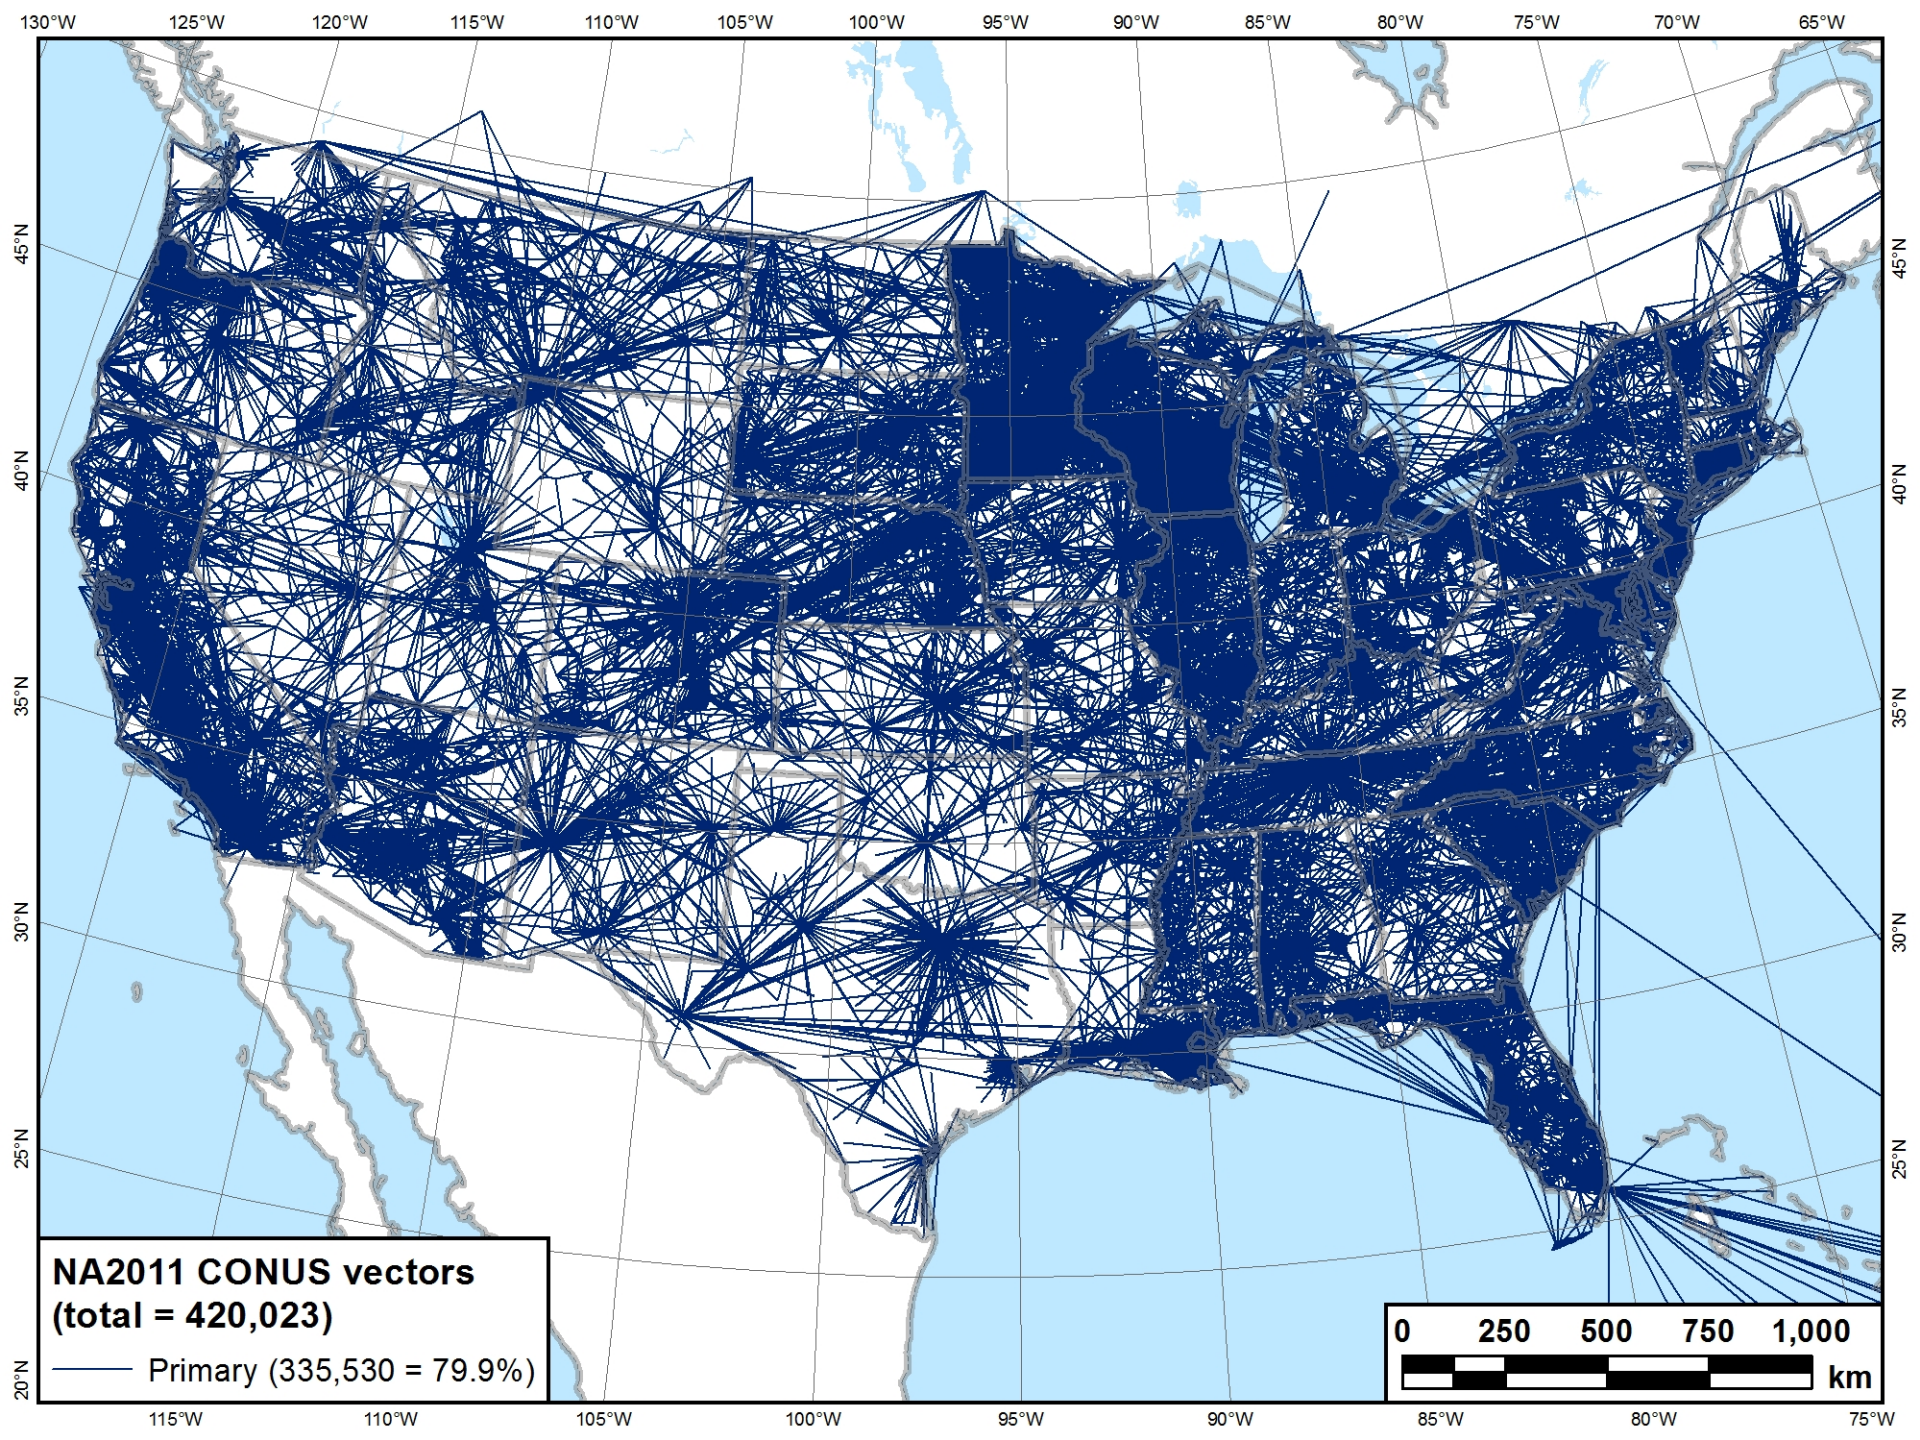 130°W 125°W 120°W 115°W 110°W 105°W 100°W 95°W 90°W 85°W 80°W 75°W 70°W 65°W
45°N 45°N
40°N 40°N
35°N 35°N
30°N 30°N
25°N 25°N
20°N
NA2011 CONUS vectors
(total = 420,023)
Primary (335,530 = 79.9%)
0 250 500 750 1,000
km
115°W 110°W 105°W 100°W 95°W 90°W 85°W 80°W 75°W